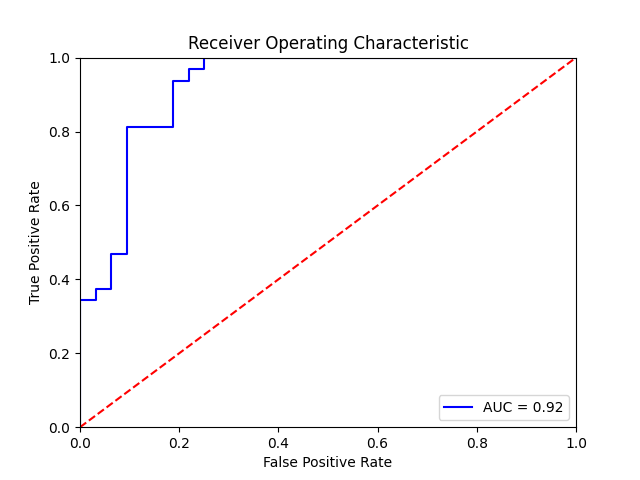 Receiver Operating Characteristic
True Positive Rate
1.0
0.8
0.6
0.4
0.2
0.0
AUC = 0.92
0.0 0.2 0.4 0.6 0.8 1.0
False Positive Rate